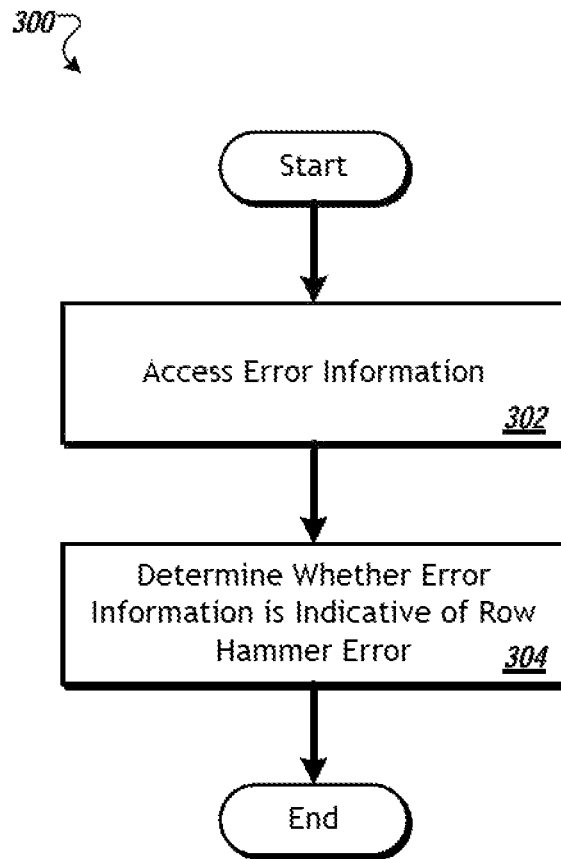 300
Start
Access Error Information
302
Determine Whether Error
Information is Indicative of Row
Hammer Error
304
End